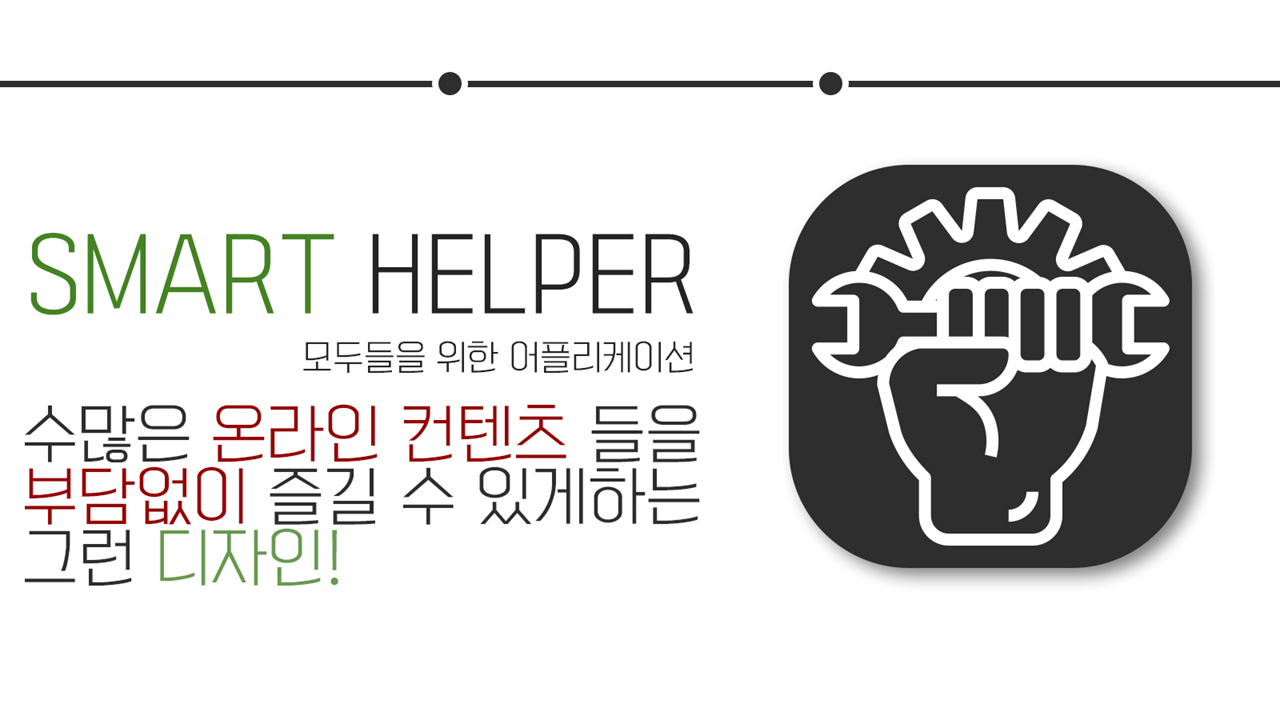 SMART HELPER
모두들을 위한 어플리케이션
수많은 온라인 컨텐츠 들을
부담없이 즐길 수 있게하는
그런 디자인!